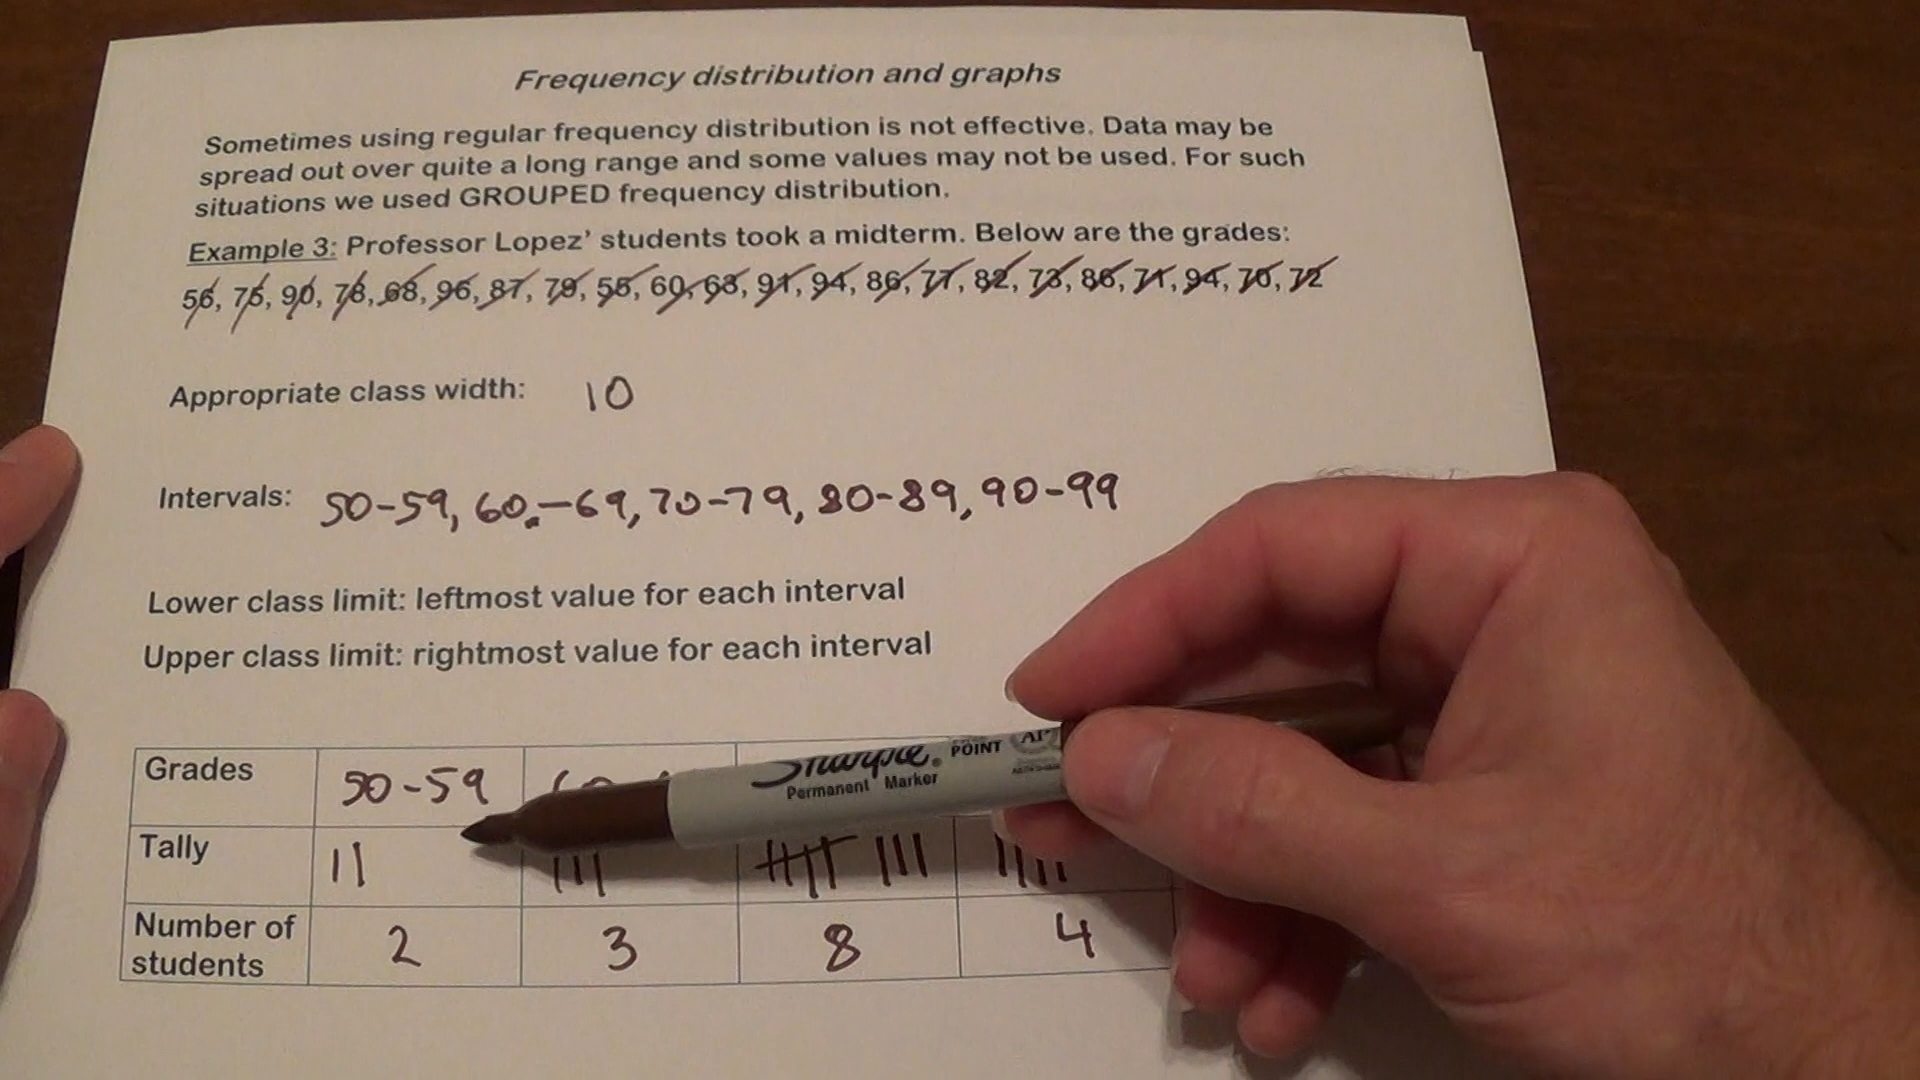 Frequency distribution and graphs
Sometimes using regular frequency distribution is not effective. Data may be
spread out over quite a long range and some values may not be used. For such
situations we used GROUPED frequency distribution.
Example 3: Professor Lopez' students took a midterm. Below are the grades:
56, 75, 90, 78, 68, 96, 87, 79, 55, 60, 63, 91, 94, 86, 77, 82, 73, 86, 71, 94, 70, 72
Appropriate class width: 10
Intervals: 50-59, 60-69, 70-79, 80-89, 90-99
Lower class limit: leftmost value for each interval
Upper class limit: rightmost value for each interval
Grades 50-59
Tally
Number of 2 3 8 4
students
Sharpie. POINT AP
Permanent Marker